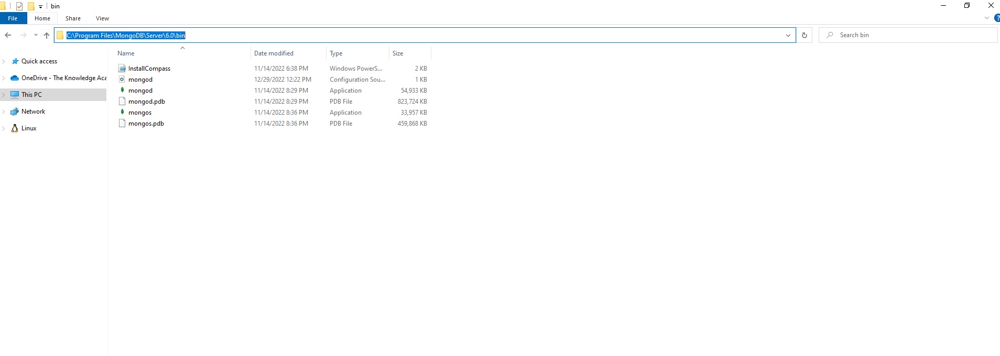 bin
File Home Share View
C:\Program Files\MongoDB\Server\6.0\bin Search bin
Name Date modified Type Size
Quick access
OneDrive - The Knowledge Aca
This PC
Network
Linux
InstallCompass 11/14/2022 6:38 PM Windows PowerS... 2 KB
mongod 12/29/2022 12:22 PM Configuration Sou... 1 KB
mongod 11/14/2022 8:29 PM Application 54,933 KB
mongod.pdb 11/14/2022 8:29 PM PDB File 823,724 KB
mongos 11/14/2022 8:36 PM Application 33,957 KB
mongos.pdb 11/14/2022 8:36 PM PDB File 459,868 KB